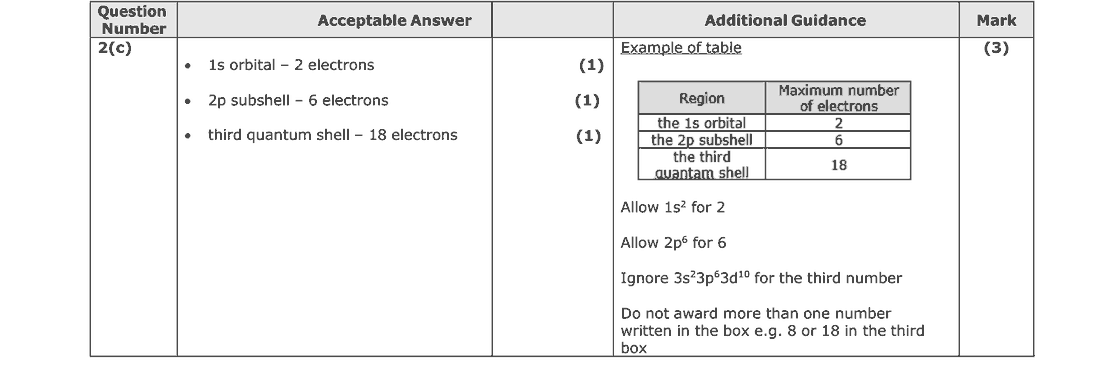 Question
Number
Acceptable Answer
Additional Guidance
Mark
2(c)
• 1s orbital – 2 electrons (1)
• 2p subshell – 6 electrons (1)
• third quantum shell – 18 electrons (1)
Example of table
(3)
Region
Maximum number
of electrons
the 1s orbital 2
the 2p subshell 6
the third
quantam shell
18
Allow 1s² for 2
Allow 2p⁶ for 6
Ignore 3s²3p⁶3d¹⁰ for the third number
Do not award more than one number
written in the box e.g. 8 or 18 in the third
box